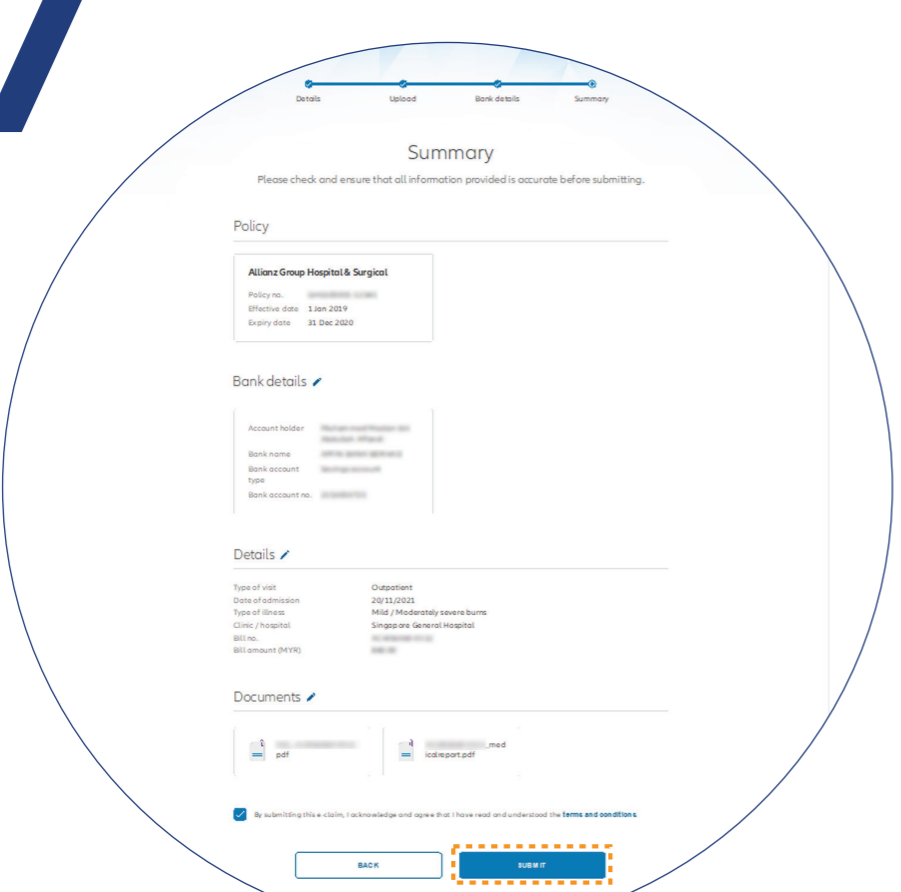 Details Upload Bank details Summary
Summary
Please check and ensure that all information provided is accurate before submitting.
Policy
Allianz Group Hospital & Surgical
Policy no.
Effective date 1 Jan 2019
Expiry date 31 Dec 2020
Bank details
Account holder
Bank name
Bank account
type
Bank account no.
Details
Type of visit Outpatient
Date of admission 20/11/2021
Type of illness Mild / Moderately severe burns
Clinic / hospital Singapore General Hospital
Bill no.
Bill amount (MYR)
Documents
pdf
_med
icalreport.pdf
By submitting this e-claim, I acknowledge and agree that I have read and understood the terms and conditions.
BACK SUBMIT